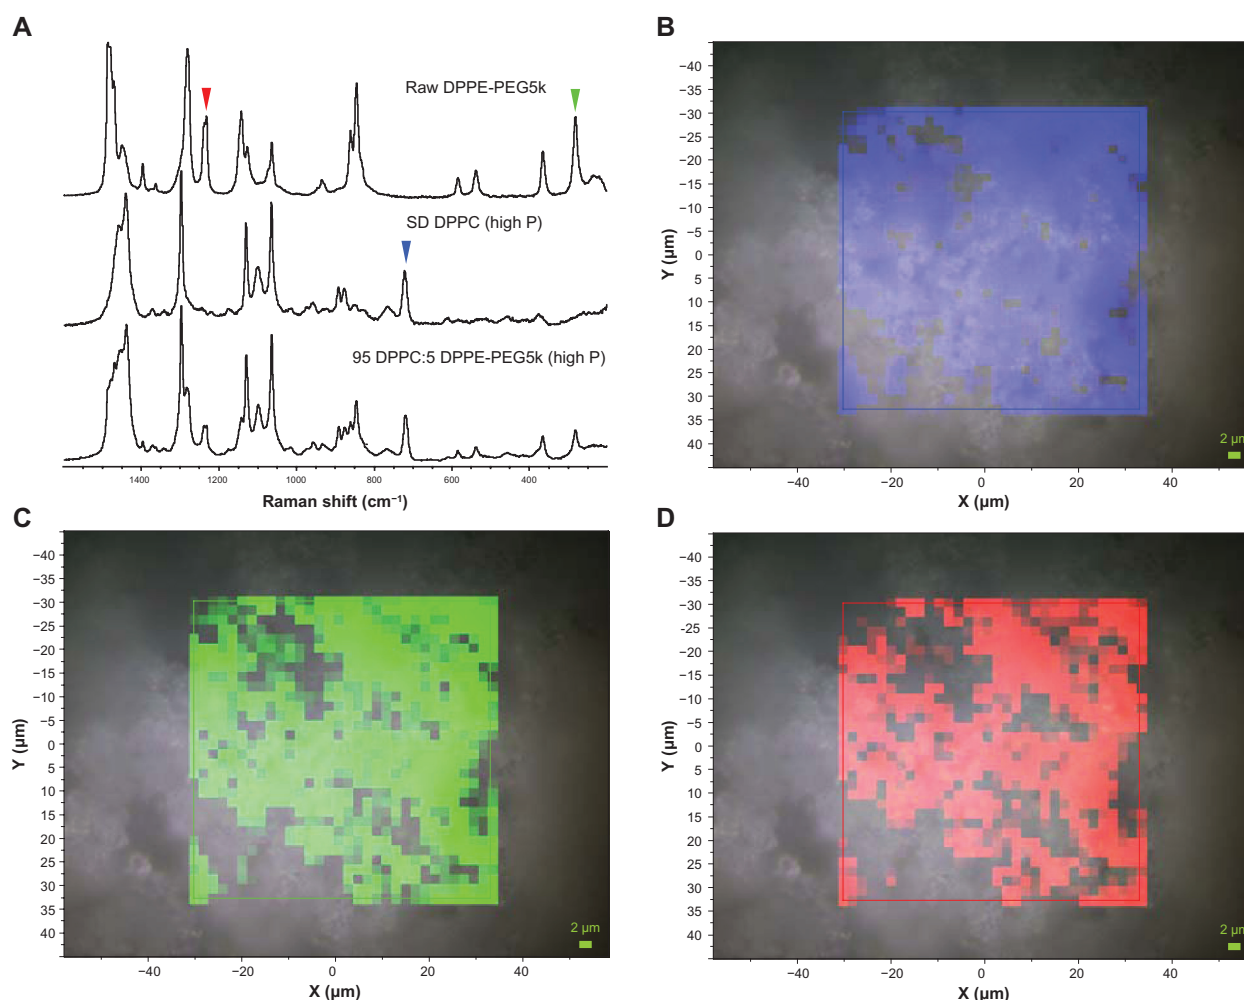 A
Raw DPPE-PEG5k
SD DPPC (high P)
95 DPPC:5 DPPE-PEG5k (high P)
1400 1200 1000 800 600 400
Raman shift (cm⁻¹)
B
−40
−35
−30
−25
−20
−15
−10
−5
0
5
10
15
20
25
30
35
40
Y (µm)
2 µm
−40 −20 0 20 40
X (µm)
C
−40
−35
−30
−25
−20
−15
−10
−5
0
5
10
15
20
25
30
35
40
Y (µm)
2 µm
−40 −20 0 20 40
X (µm)
D
−40
−35
−30
−25
−20
−15
−10
−5
0
5
10
15
20
25
30
35
40
Y (µm)
2 µm
−40 −20 0 20 40
X (µm)